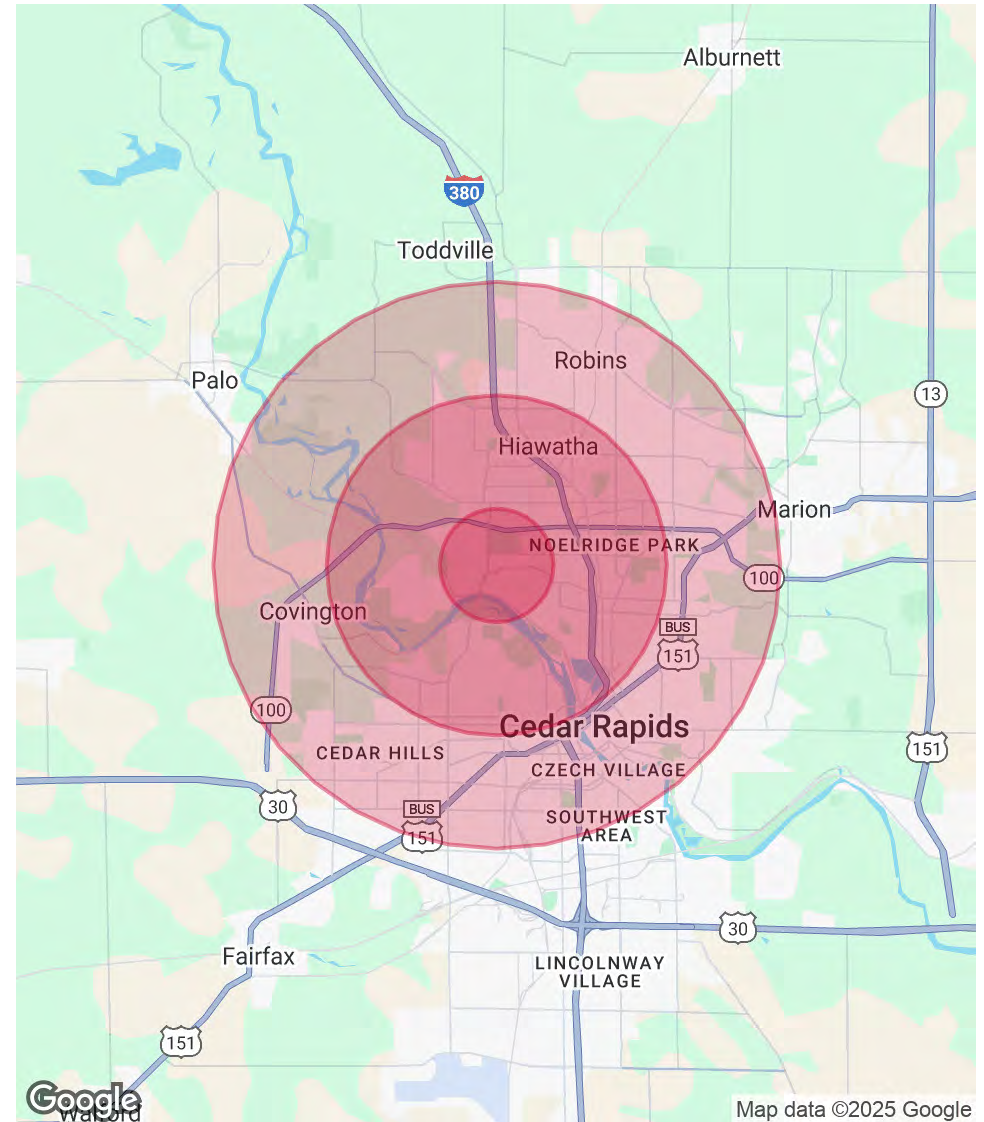 Alburnett
380
Toddville
Robins
Palo
13
Hiawatha
Marion
NOELRIDGE PARK
100
Covington
BUS
151
100
Cedar Rapids
151
CEDAR HILLS
CZECH VILLAGE
30
BUS
151
SOUTHWEST
AREA
30
Fairfax
LINCOLNWAY
VILLAGE
151
Google
Walford
Map data ©2025 Google